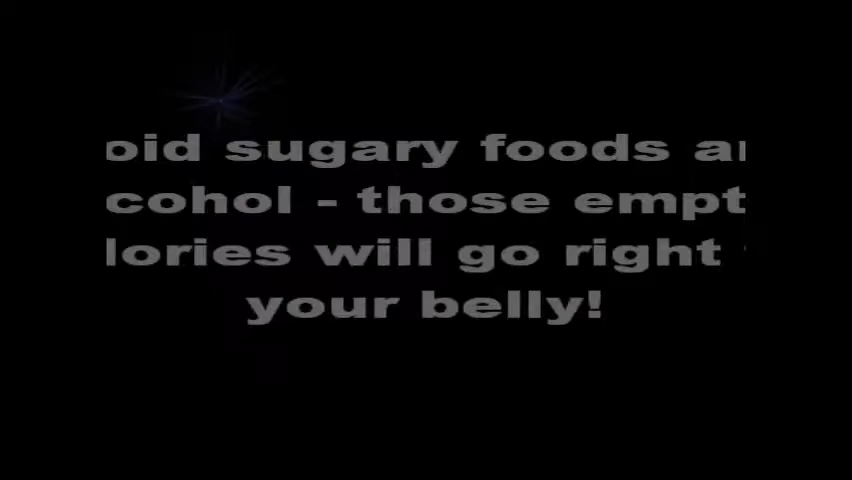 oid sugary foods a
cohol - those empt
lories will go right
your belly!